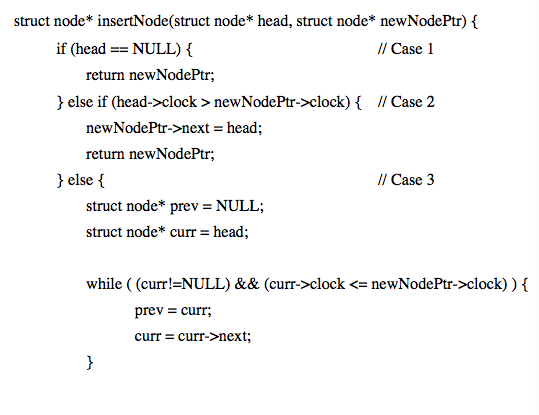 struct node* insertNode(struct node* head, struct node* newNodePtr) {
if (head == NULL) { // Case 1
return newNodePtr;
} else if (head->clock > newNodePtr->clock) { // Case 2
newNodePtr->next = head;
return newNodePtr;
} else { // Case 3
struct node* prev = NULL;
struct node* curr = head;
while ( (curr!=NULL) && (curr->clock <= newNodePtr->clock) ) {
prev = curr;
curr = curr->next;
}